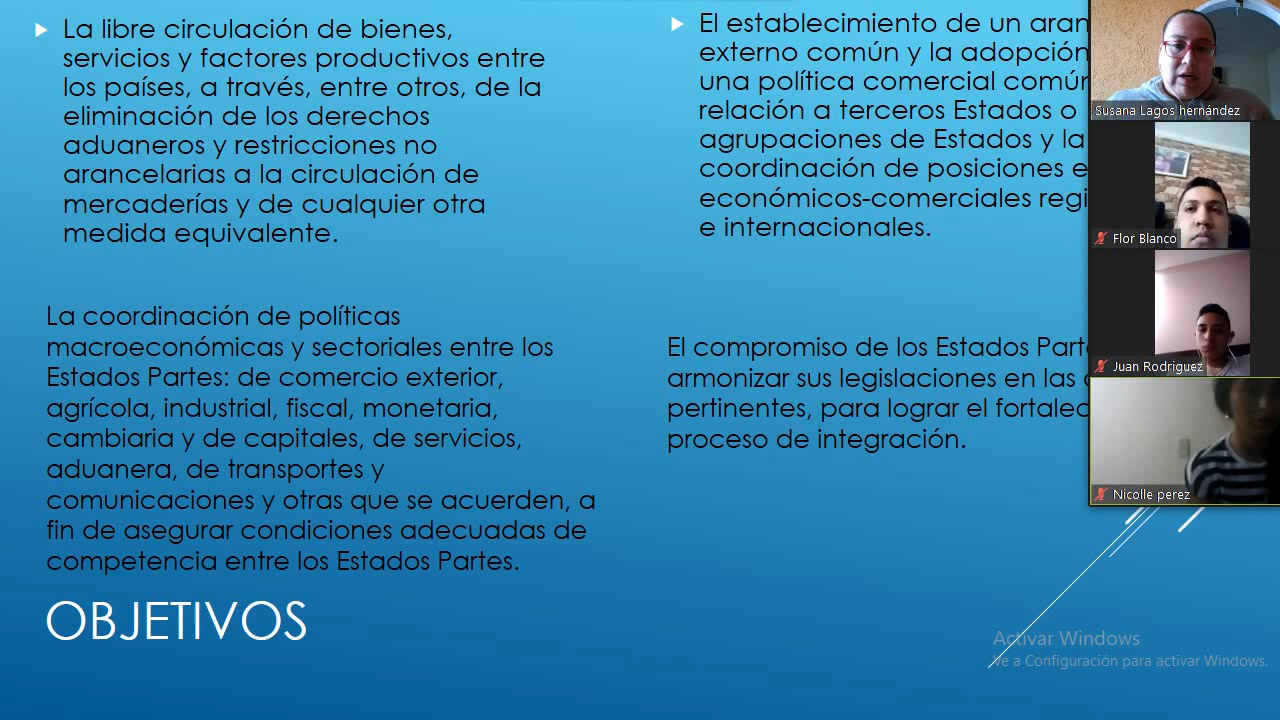 La libre circulación de bienes,
servicios y factores productivos entre
los países, a través, entre otros, de la
eliminación de los derechos
aduaneros y restricciones no
arancelarias a la circulación de
mercaderías y de cualquier otra
medida equivalente.
El establecimiento de un aran
externo común y la adopción
una política comercial común
relación a terceros Estados o
agrupaciones de Estados y la
coordinación de posiciones e
económicos-comerciales regi
e internacionales.
La coordinación de políticas
macroeconómicas y sectoriales entre los
Estados Partes: de comercio exterior,
agrícola, industrial, fiscal, monetaria,
cambiaria y de capitales, de servicios,
aduanera, de transportes y
comunicaciones y otras que se acuerden, a
fin de asegurar condiciones adecuadas de
competencia entre los Estados Partes.
El compromiso de los Estados Parte
armonizar sus legislaciones en las
pertinentes, para lograr el fortalec
proceso de integración.
OBJETIVOS
Susana Lagos hernández
Flor Blanco
Juan Rodriguez
Nicolle perez
Activar Windows
Ve a Configuración para activar Windows.